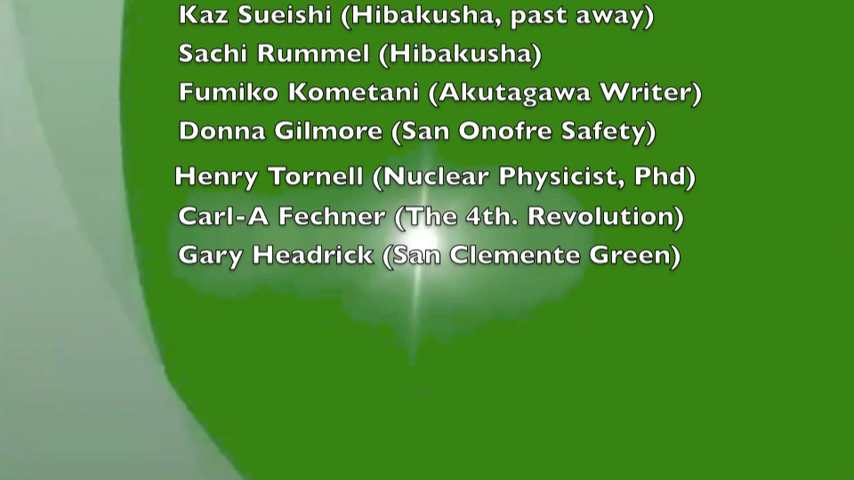 Kaz Sueishi (Hibakusha, past away)
Sachi Rummel (Hibakusha)
Fumiko Kometani (Akutagawa Writer)
Donna Gilmore (San Onofre Safety)
Henry Tornell (Nuclear Physicist, Phd)
Carl-A Fechner (The 4th. Revolution)
Gary Headrick (San Clemente Green)